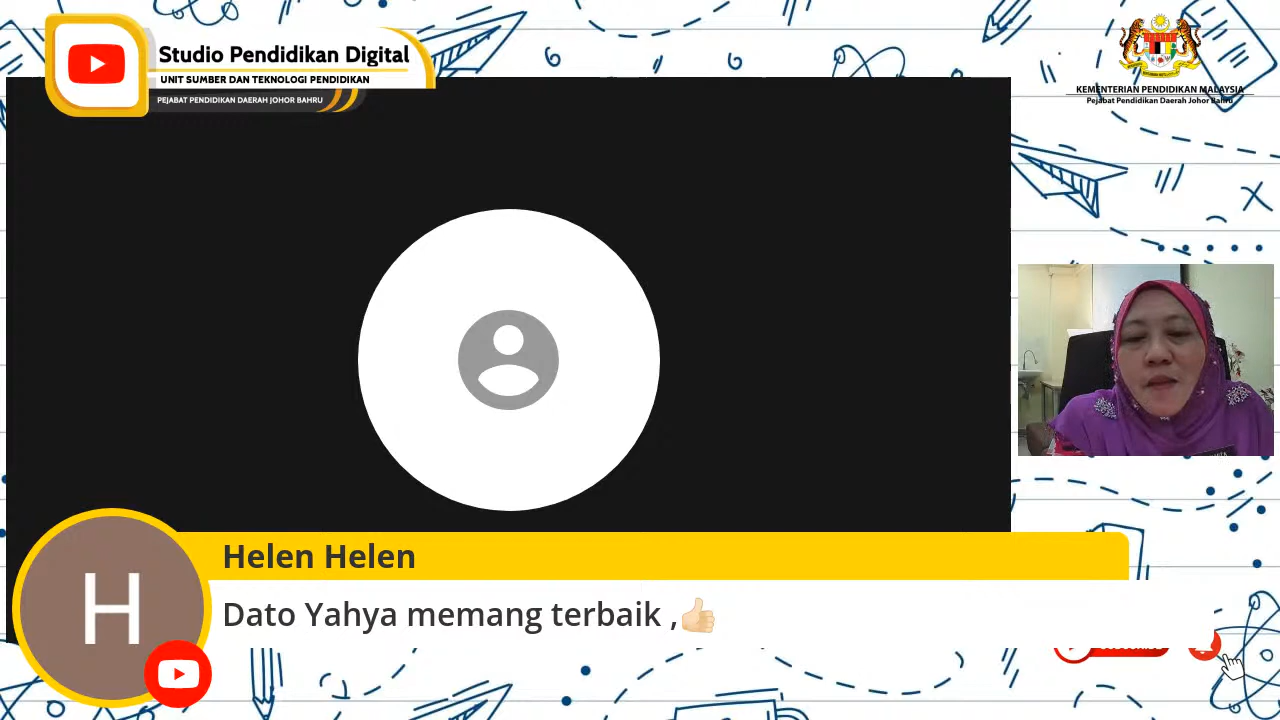 Studio Pendidikan Digital
UNIT SUMBER DAN TEKNOLOGI PENDIDIKAN
PEJABAT PENDIDIKAN DAERAH JOHOR BAHRU
KEMENTERIAN PENDIDIKAN MALAYSIA
Pejabat Pendidikan Daerah Johor Bahru
Helen Helen
H
Dato Yahya memang terbaik ,👍🏻